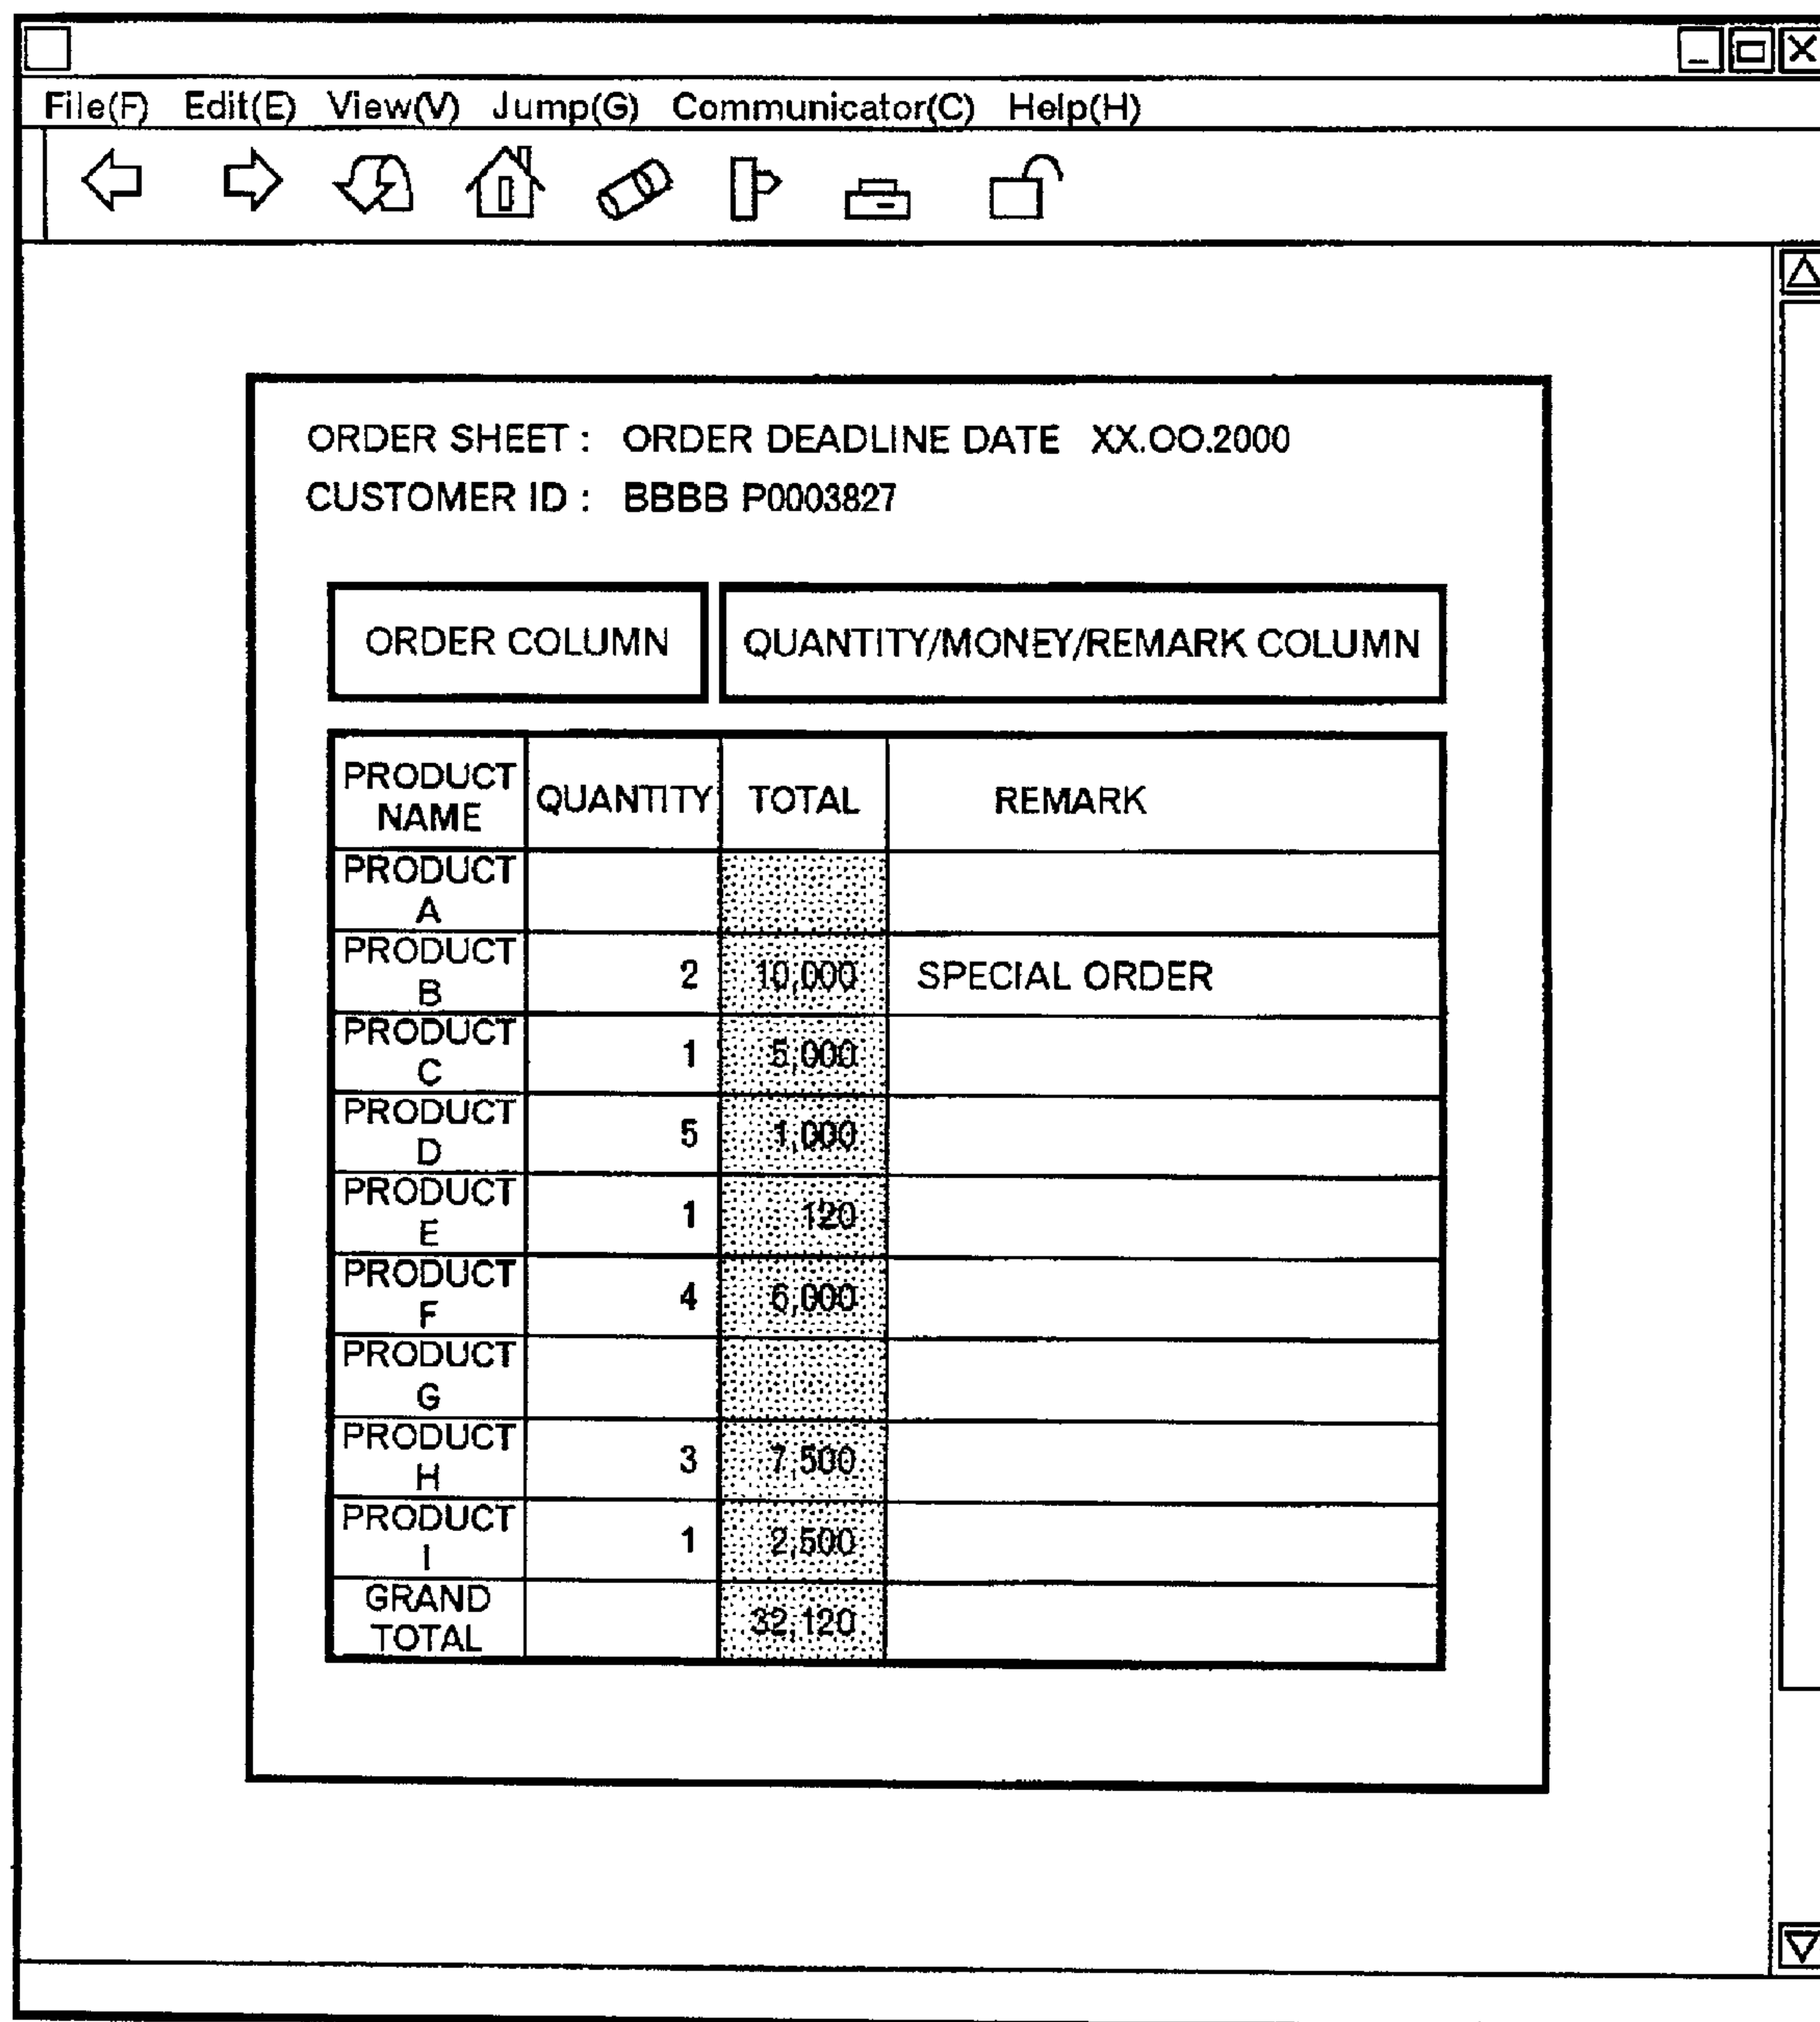 File(F) Edit(E) View(V) Jump(G) Communicator(C) Help(H)
ORDER SHEET : ORDER DEADLINE DATE XX.OO.2000
CUSTOMER ID : BBBB P0003827
ORDER COLUMN QUANTITY/MONEY/REMARK COLUMN
PRODUCT NAME QUANTITY TOTAL REMARK
PRODUCT A
PRODUCT B 2 10,000 SPECIAL ORDER
PRODUCT C 1 5,000
PRODUCT D 5 1,000
PRODUCT E 1 120
PRODUCT F 4 6,000
PRODUCT G
PRODUCT H 3 7,500
PRODUCT I 1 2,500
GRAND TOTAL 32,120